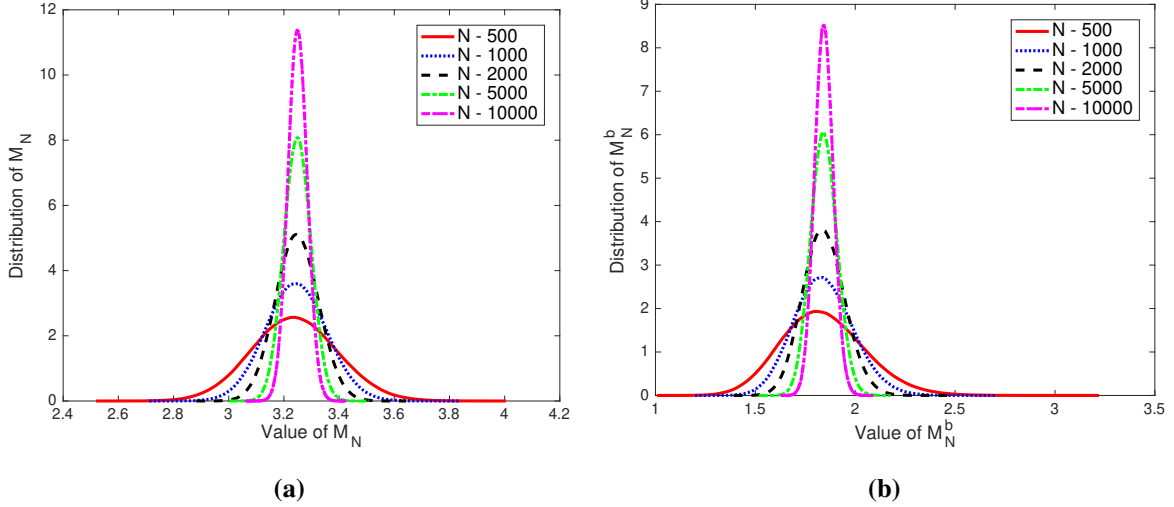 12
10
8
6
4
2
0
2.4
2.6
2.8
3
3.2
3.4
3.6
3.8
4
4.2
Distribution of M_N
Value of M_N
N - 500
N - 1000
N - 2000
N - 5000
N - 10000
(a)
9
8
7
6
5
4
3
2
1
0
1
1.5
2
2.5
3
3.5
Distribution of M_N^b
Value of M_N^b
N - 500
N - 1000
N - 2000
N - 5000
N - 10000
(b)